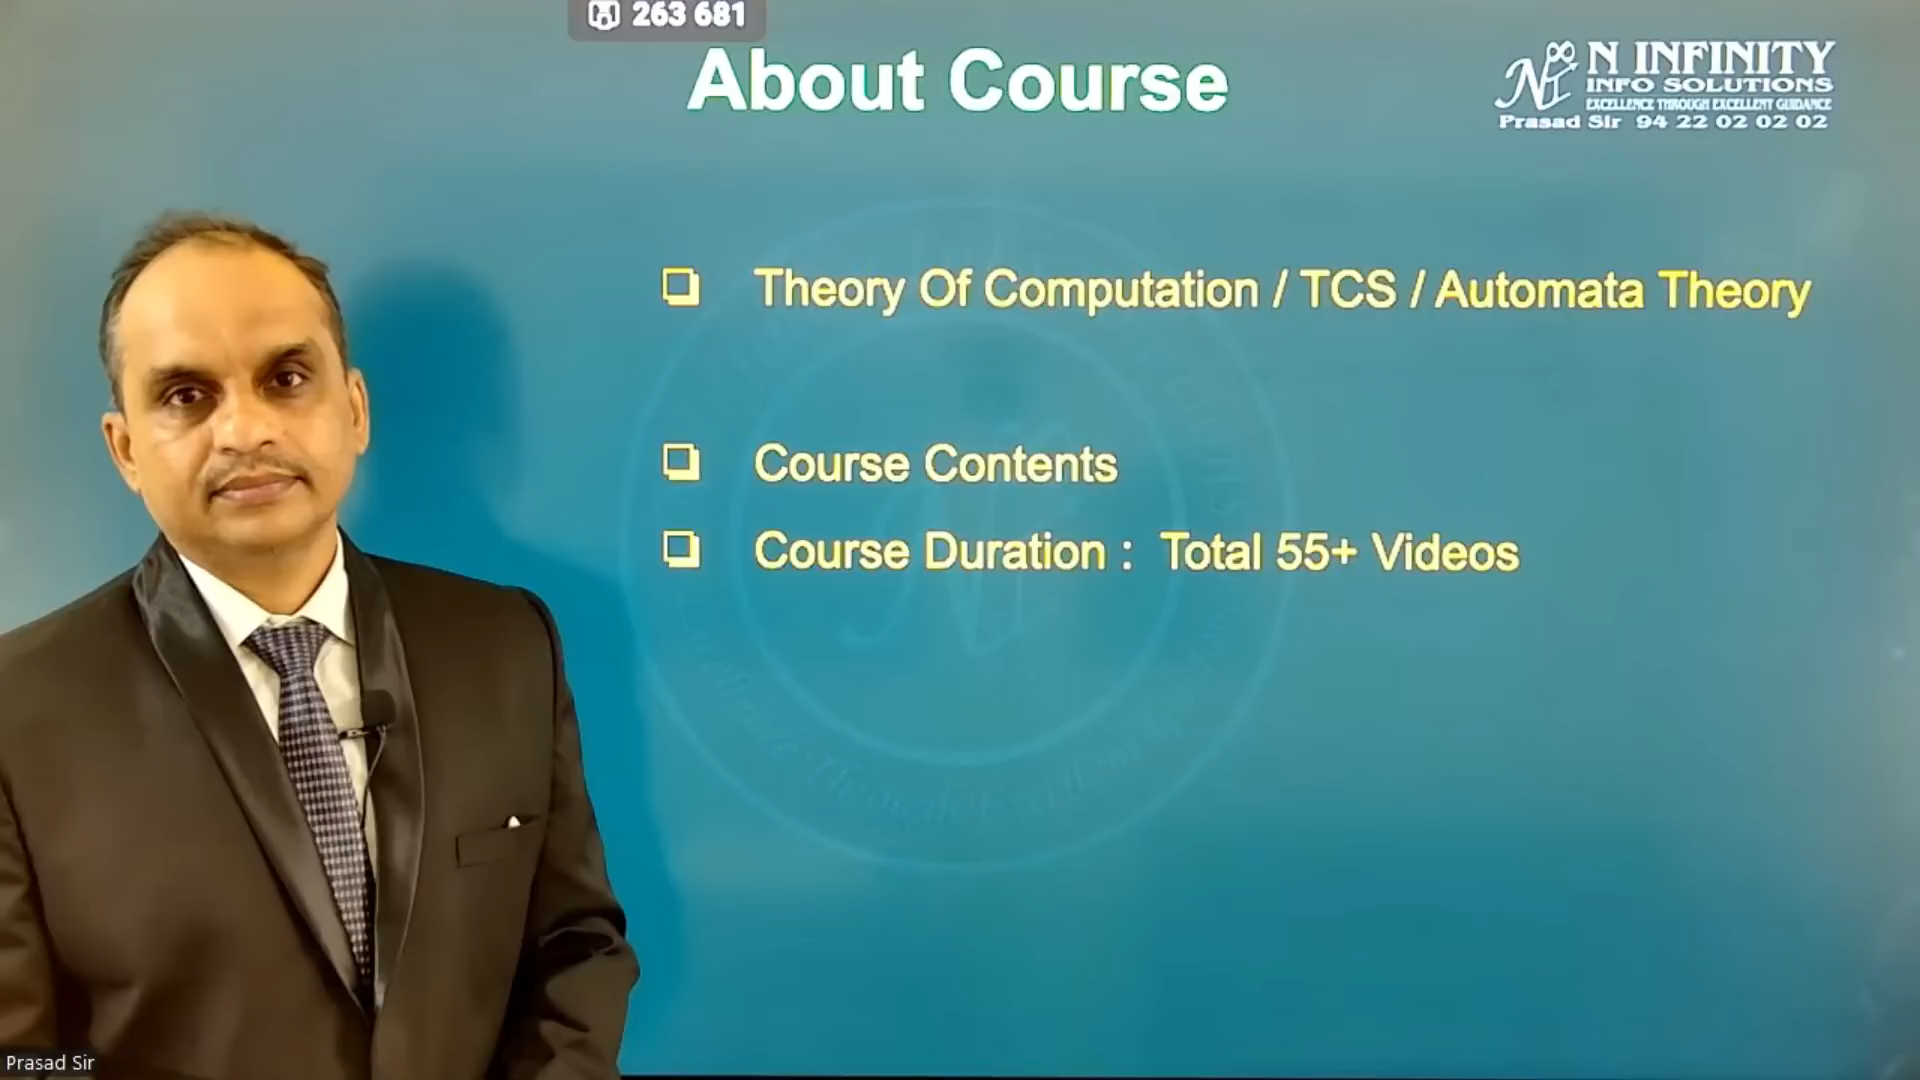 263 681
About Course
N INFINITY
INFO SOLUTIONS
EXCELLENCE THROUGH EXCELLENT GUIDANCE
Prasad Sir 94 22 02 02 02
❏ Theory Of Computation / TCS / Automata Theory
❏ Course Contents
❏ Course Duration : Total 55+ Videos
Prasad Sir